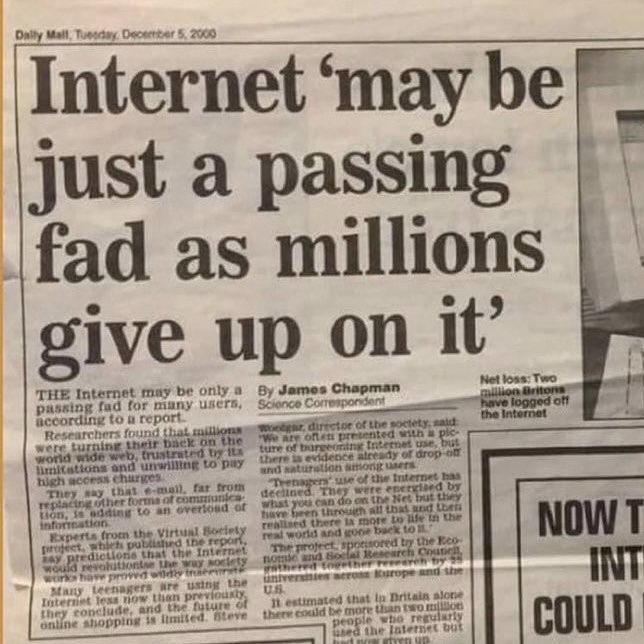 Daily Mail, Tuesday, December 5, 2000
Internet ‘may be
just a passing
fad as millions
give up on it’
THE Internet may be only a
passing fad for many users,
according to a report.
Researchers found that millions
were turning their back on the
world wide web, frustrated by its
limitations and unwilling to pay
high access charges.
They say that e-mail, far from
replacing other forms of communica-
tion, is adding to an overload of
information.
Experts from the Virtual Society
project, which published the report,
say predictions that the Internet
would revolutionise the way society
works have proved wildly inaccurate.
Many teenagers are using the
Internet less now than previously,
they conclude, and the future of
online shopping is limited. Steve
By James Chapman
Science Correspondent
Woolgar, director of the society, said:
‘We are often presented with a pic-
ture of burgeoning Internet use, but
there is evidence already of drop-off
and saturation among users.
‘Teenagers’ use of the Internet has
declined. They were energised by
what you can do on the Net but they
have been through all that and then
realised there is more to life in the
real world and gone back to it.’
The project, sponsored by the Eco-
nomic and Social Research Council,
gathered together research by 25
universities across Europe and the
U.S.
It estimated that in Britain alone
there could be more than two million
people who regularly
used the Internet but
had now given up.
Net loss: Two
million Britons
have logged off
the Internet
NOW T
INT
COULD